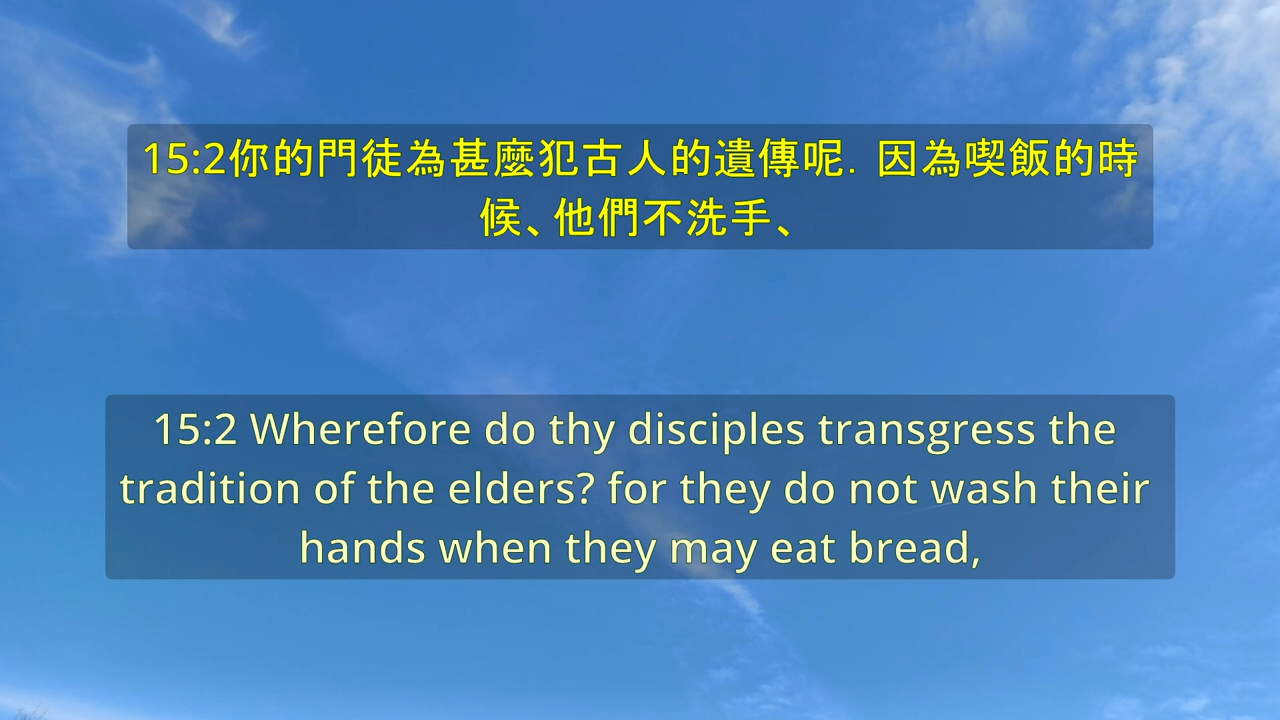 15:2你的門徒為甚麼犯古人的遺傳呢. 因為喫飯的時
候、他們不洗手、
15:2 Wherefore do thy disciples transgress the
tradition of the elders? for they do not wash their
hands when they may eat bread,